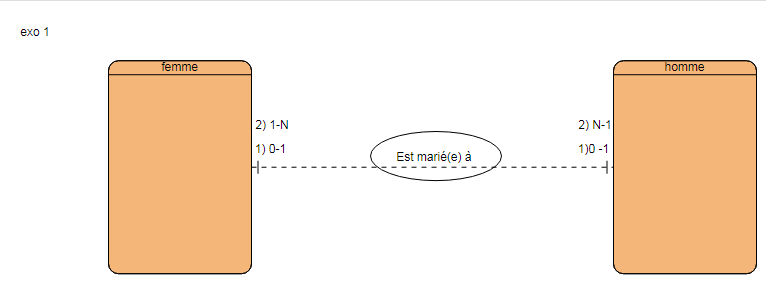 exo 1
femme
homme
2) 1-N
2) N-1
1) 0-1
Est marié(e) à
1)0 -1